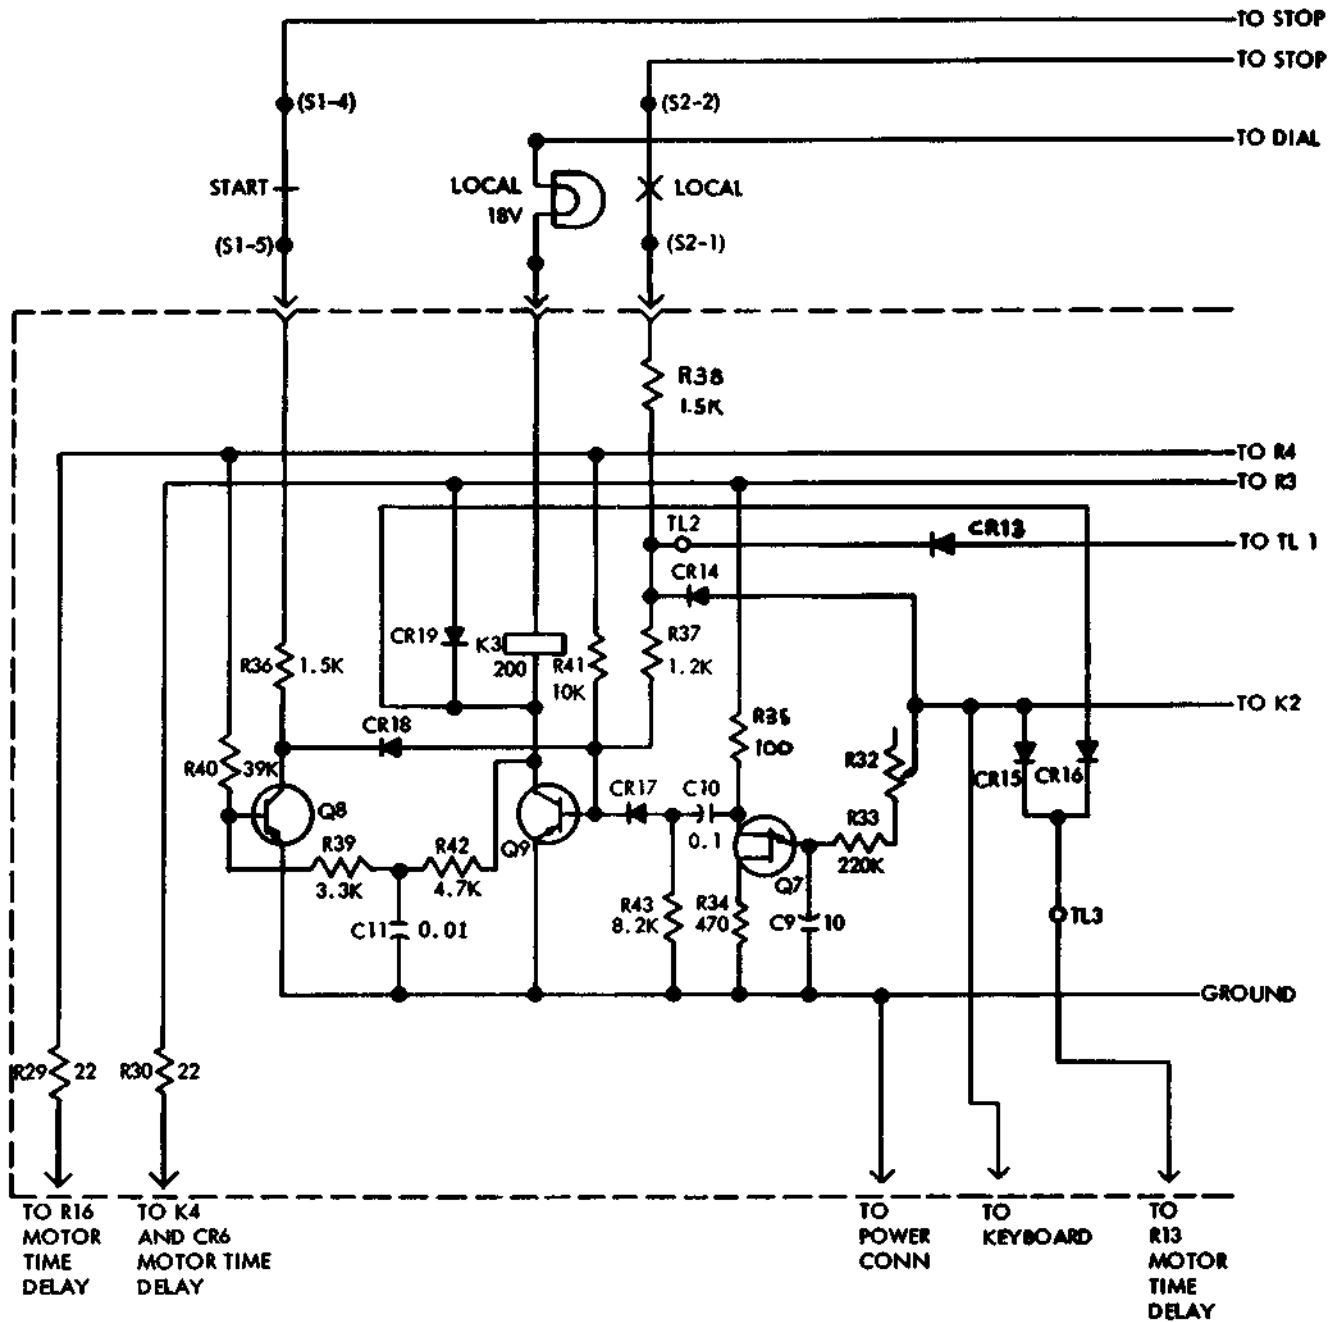 TO STOP
TO STOP
(S1-4)
(S2-2)
TO DIAL
START
LOCAL
18V
LOCAL
(S1-5)
(S2-1)
R38
1.5K
TO R4
TO R3
TL2
CR13
TO TL 1
CR14
CR19
K3
200
R41
10K
R37
1.2K
R36
1.5K
CR18
TO K2
R35
100
R40
39K
R32
CR15
CR16
Q8
CR17
C10
0.1
R33
220K
Q9
R39
3.3K
R42
4.7K
Q7
C11
0.01
R43
8.2K
R34
470
C9
10
TL3
GROUND
R29
22
R30
22
TO R16
MOTOR
TIME
DELAY
TO K4
AND CR6
MOTOR TIME
DELAY
TO
POWER
CONN
TO
KEYBOARD
TO
R13
MOTOR
TIME
DELAY